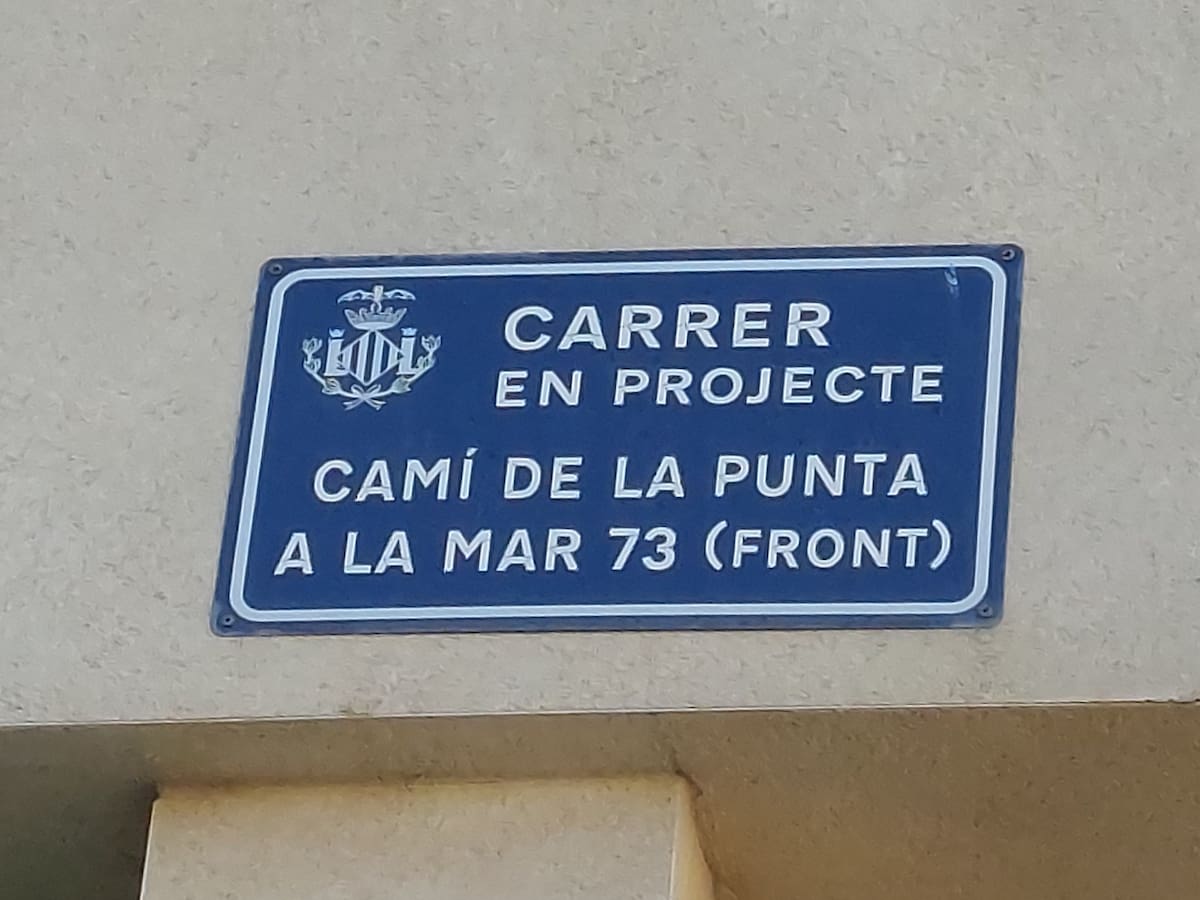 CARRER
EN PROJECTE
CAMÍ DE LA PUNTA
A LA MAR 73 (FRONT)